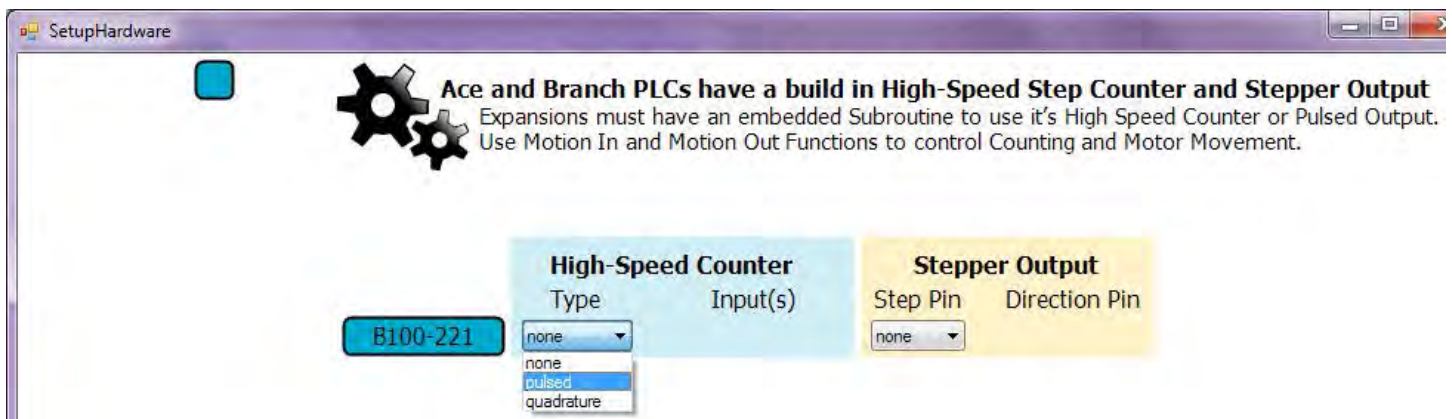 SetupHardware
Ace and Branch PLCs have a build in High-Speed Step Counter and Stepper Output
Expansions must have an embedded Subroutine to use it's High Speed Counter or Pulsed Output.
Use Motion In and Motion Out Functions to control Counting and Motor Movement.
High-Speed Counter
Stepper Output
Type
Input(s)
Step Pin
Direction Pin
B100-221
none
none
none
pulsed
quadrature